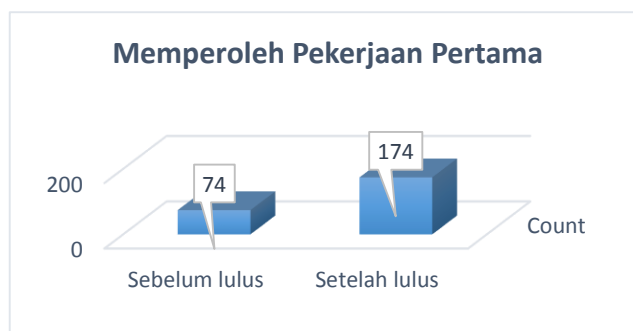 Memperoleh Pekerjaan Pertama
174
200
74
0
Count
Sebelum lulus
Setelah lulus